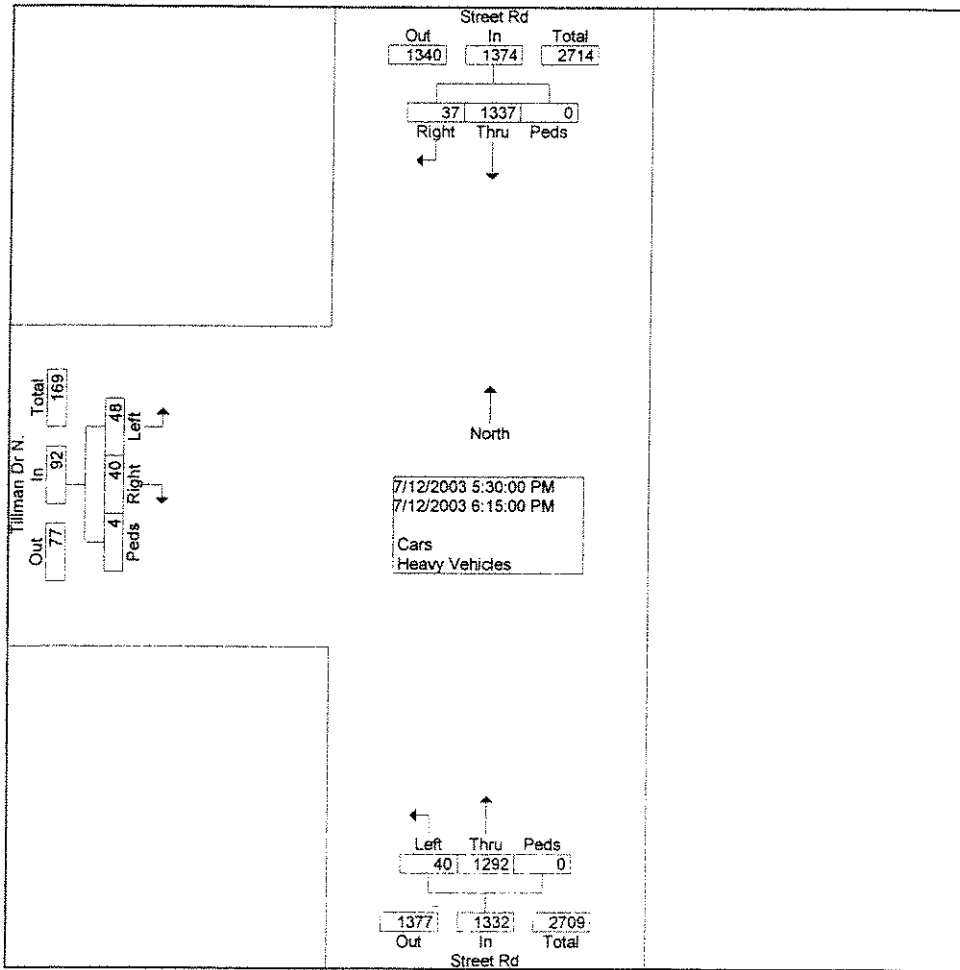 Street Rd
Out In Total
1340 1374 2714
37 1337 0
Right Thru Peds
Tillman Dr N.
Out In Total
77 92 169
4 40 48
Peds Right Left
North
7/12/2003 5:30:00 PM
7/12/2003 6:15:00 PM
Cars
Heavy Vehicles
Left Thru Peds
40 1292 0
1377 1332 2709
Out In Total
Street Rd